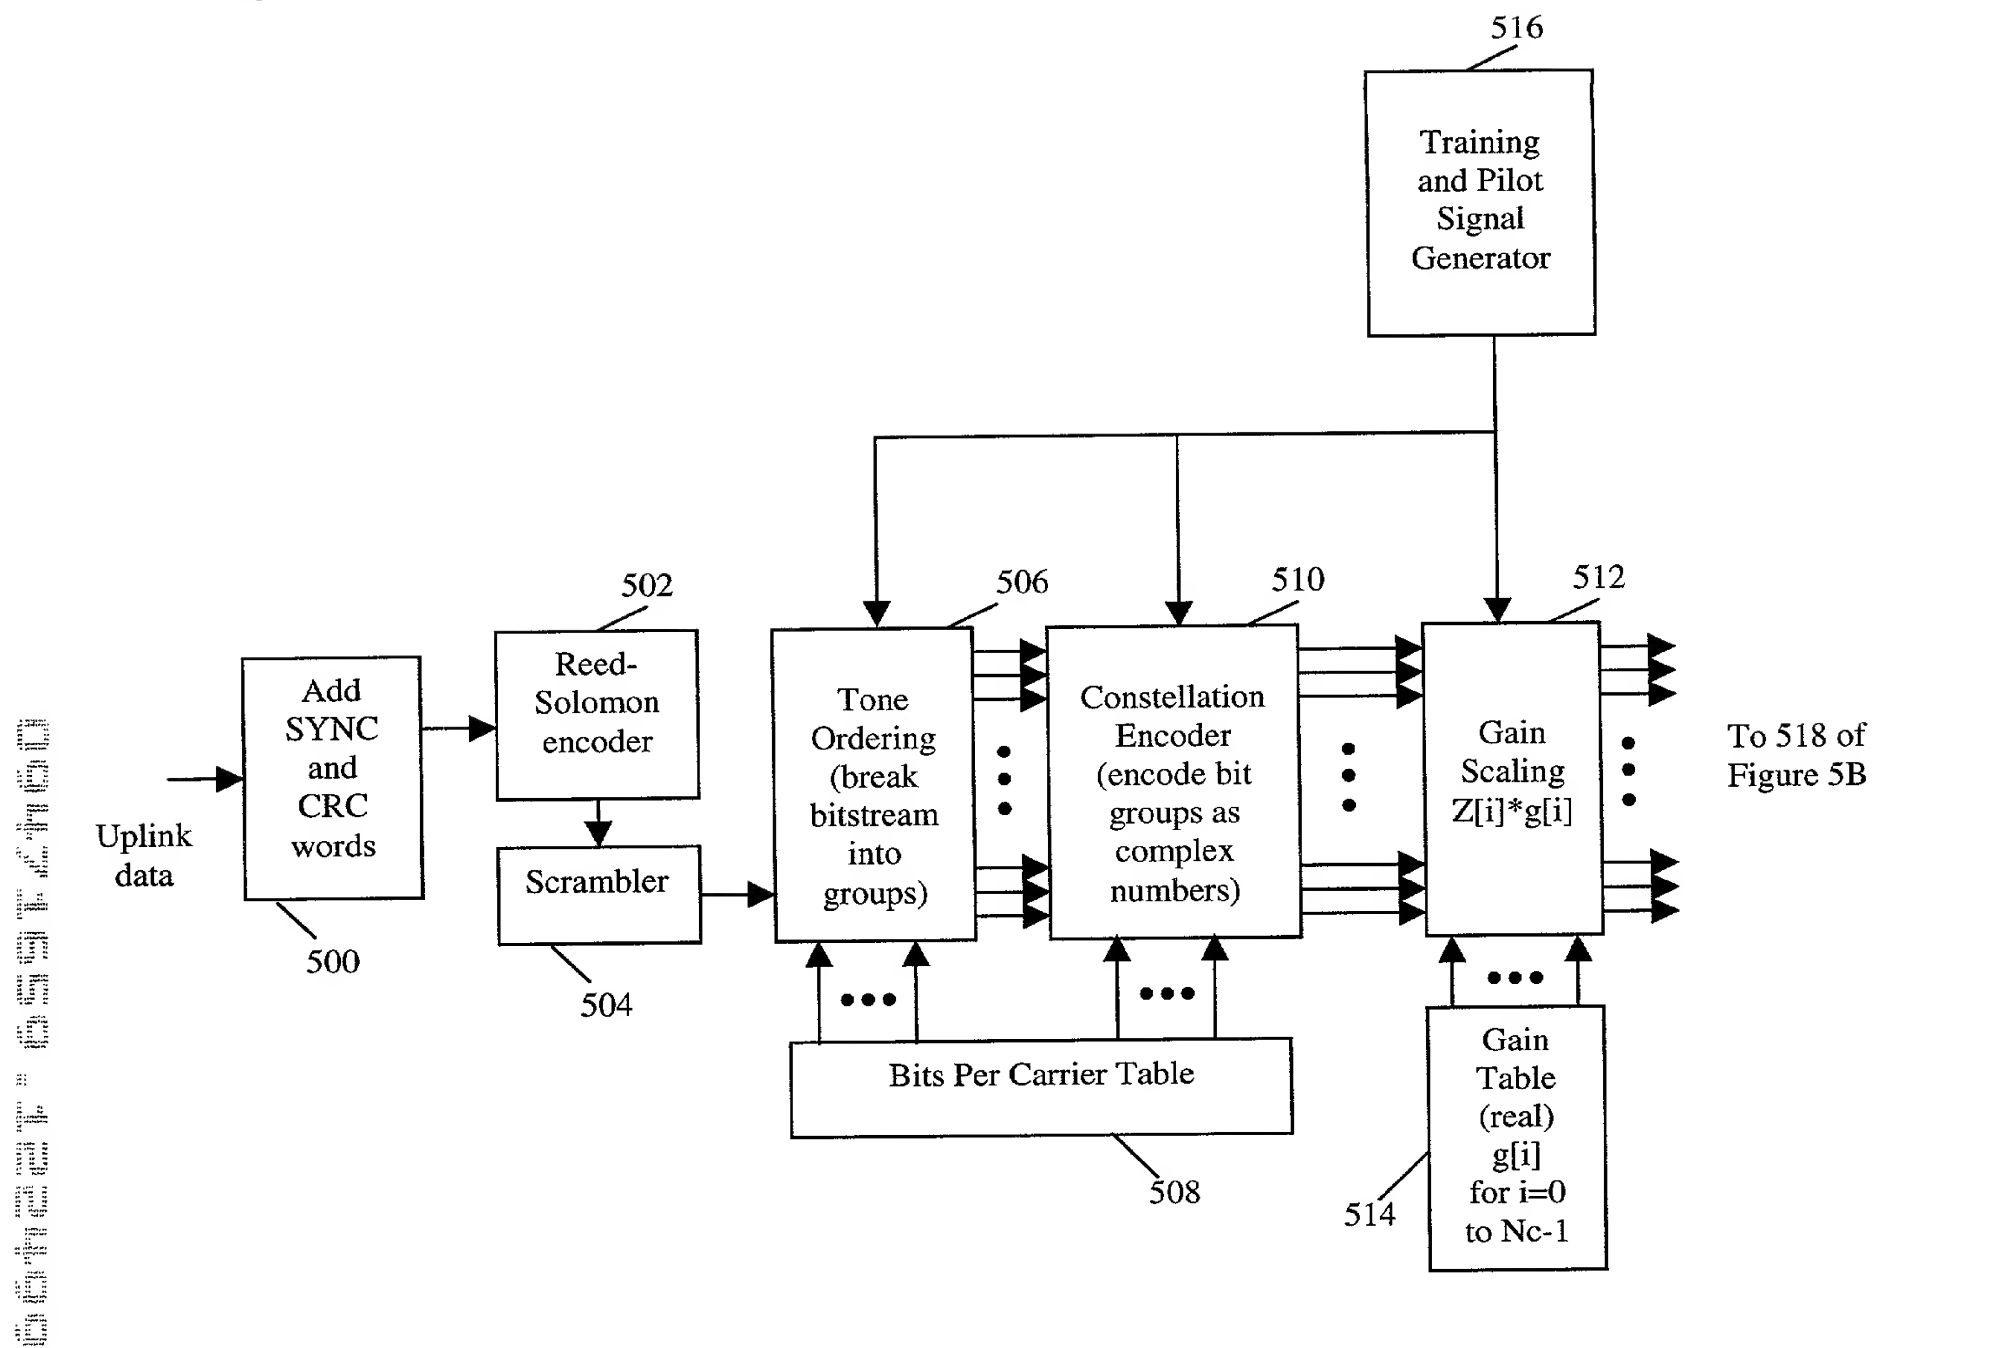 516
Training
and Pilot
Signal
Generator
502
506
510
512
Reed-
Solomon
encoder
Add
SYNC
and
CRC
words
Uplink
data
500
Scrambler
504
Tone
Ordering
(break
bitstream
into
groups)
Constellation
Encoder
(encode bit
groups as
complex
numbers)
Gain
Scaling
Z[i]*g[i]
To 518 of
Figure 5B
Bits Per Carrier Table
508
Gain
Table
(real)
g[i]
for i=0
to Nc-1
514